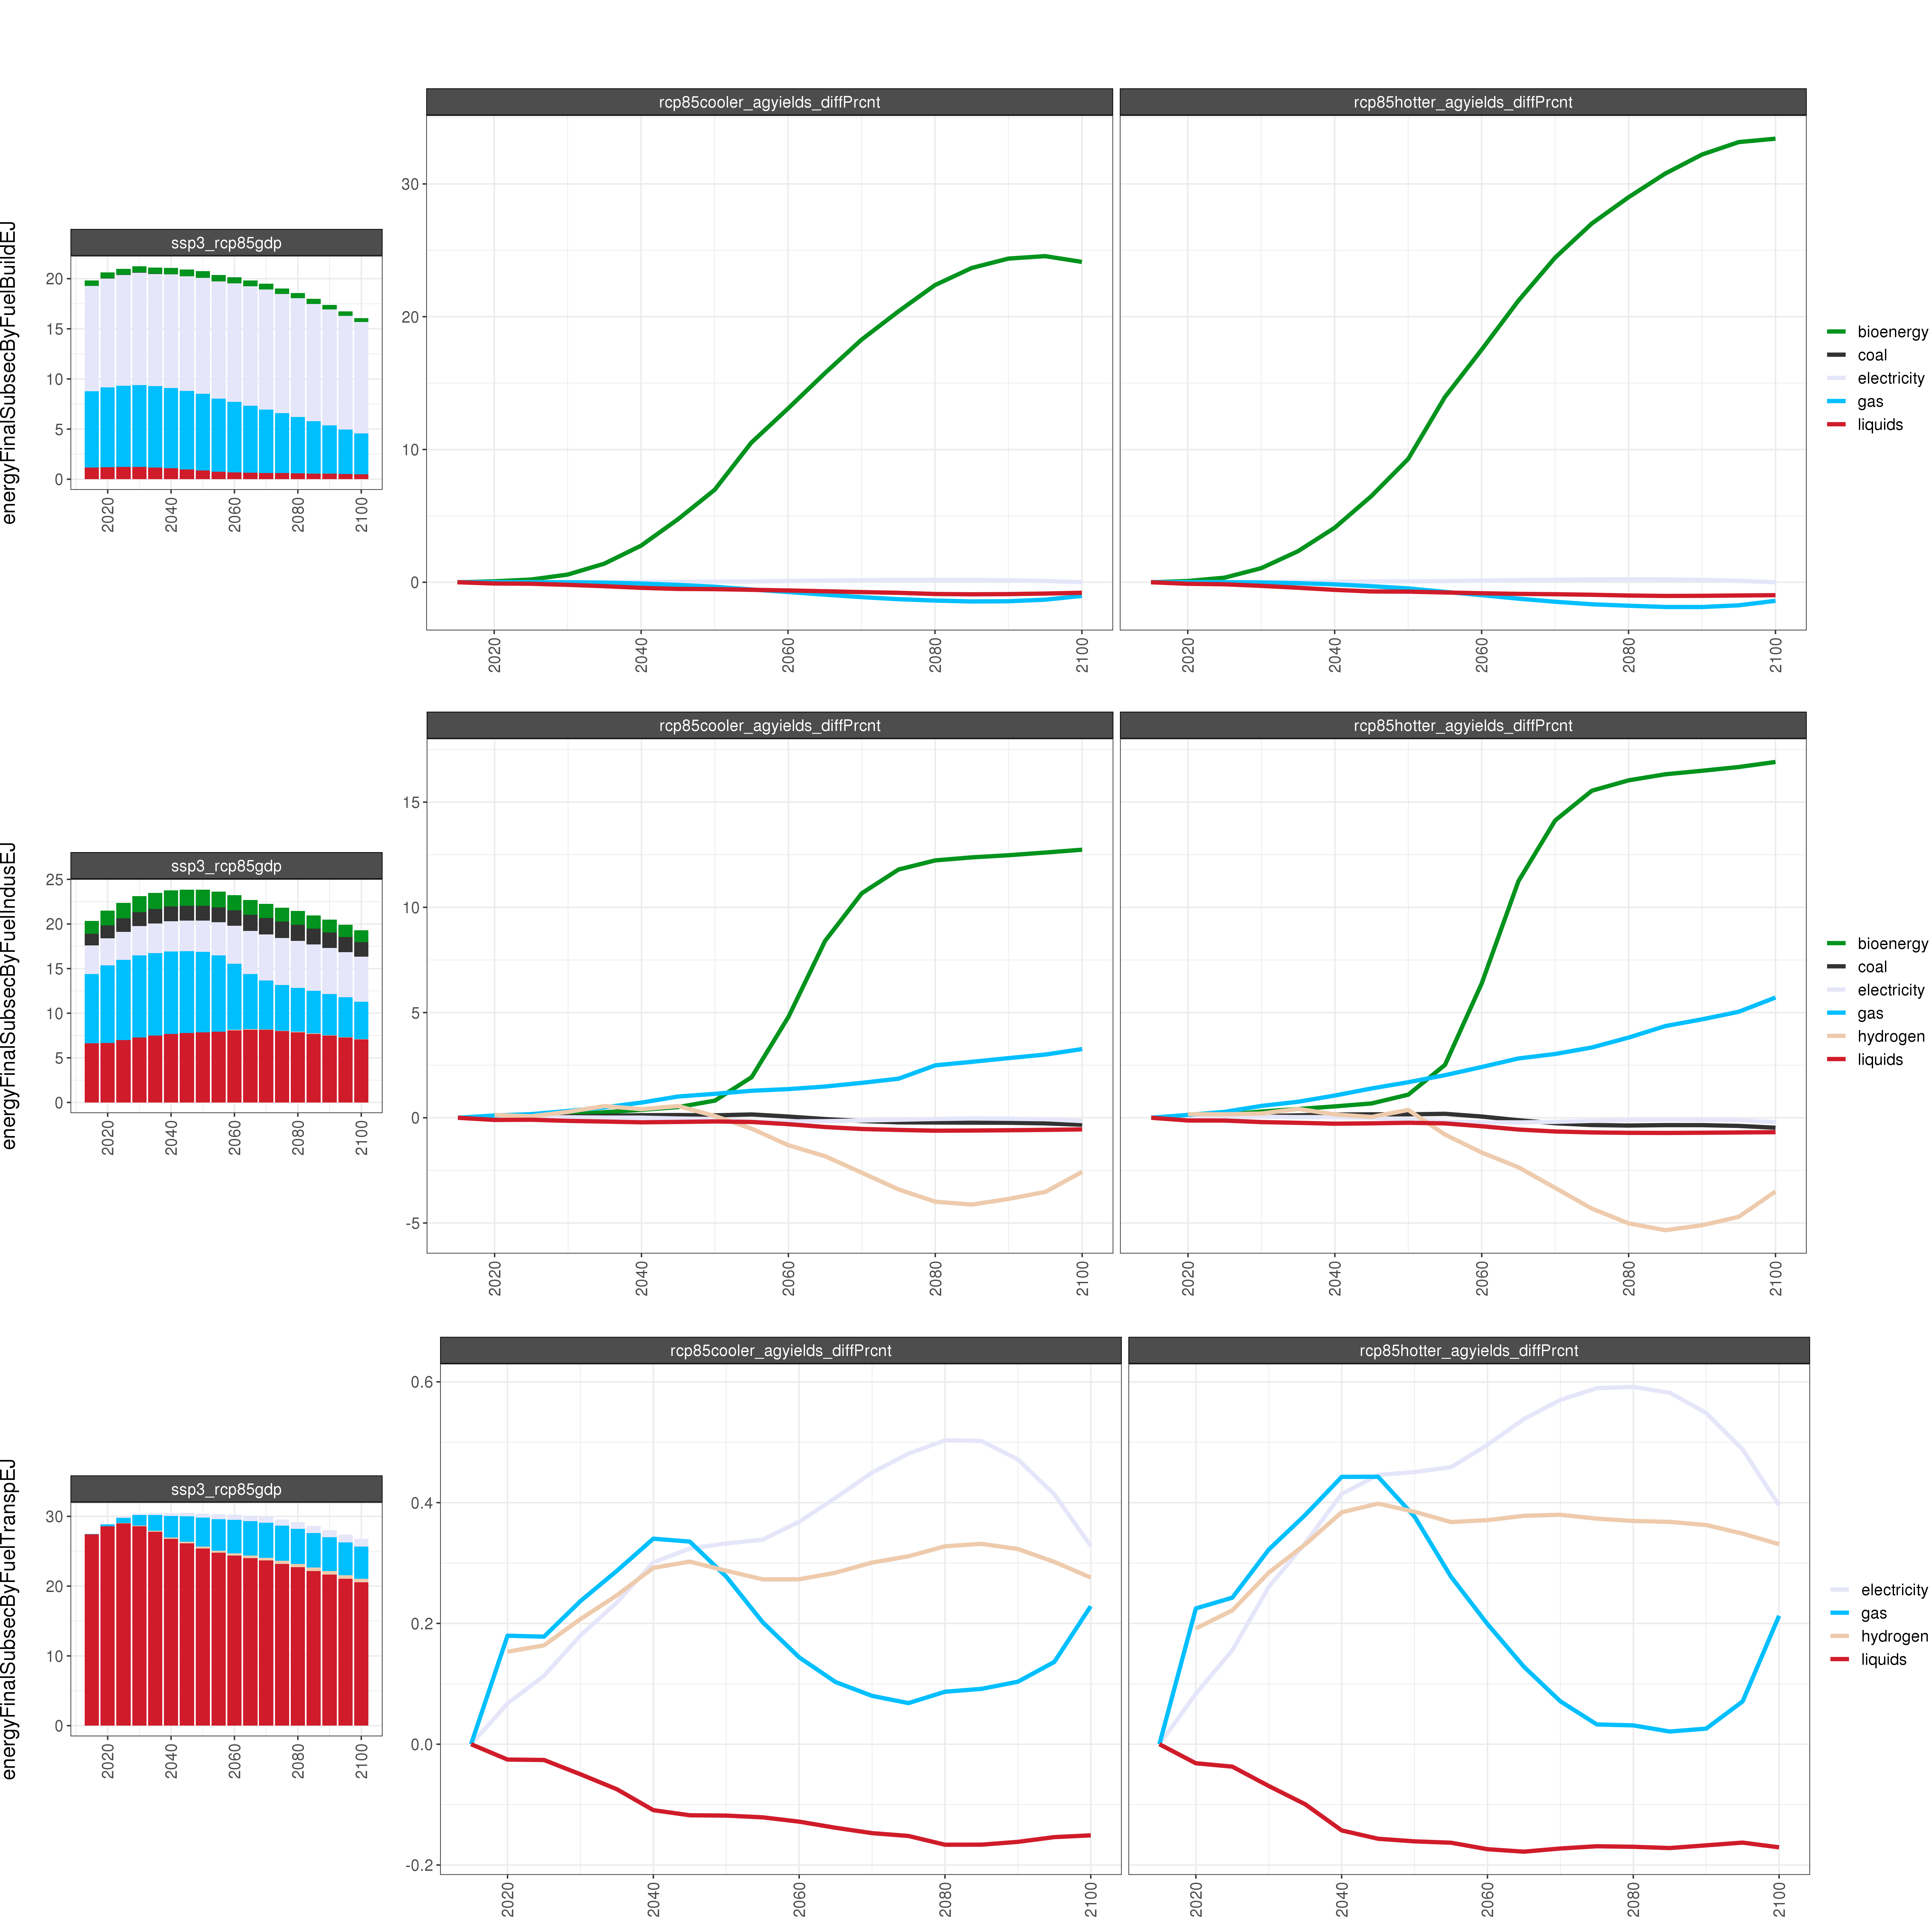 energyFinalSubsecByFuelBuildEJ
ssp3_rcp85gdp
20
15
10
5
0
2020 2040 2060 2080 2100
rcp85cooler_agyields_diffPrcnt
rcp85hotter_agyields_diffPrcnt
30
20
10
0
2020 2040 2060 2080 2100
2020 2040 2060 2080 2100
bioenergy
coal
electricity
gas
liquids
energyFinalSubsecByFuelIndusEJ
ssp3_rcp85gdp
25
20
15
10
5
0
2020 2040 2060 2080 2100
rcp85cooler_agyields_diffPrcnt
rcp85hotter_agyields_diffPrcnt
15
10
5
0
-5
2020 2040 2060 2080 2100
2020 2040 2060 2080 2100
bioenergy
coal
electricity
gas
hydrogen
liquids
energyFinalSubsecByFuelTranspEJ
ssp3_rcp85gdp
30
20
10
0
2020 2040 2060 2080 2100
rcp85cooler_agyields_diffPrcnt
rcp85hotter_agyields_diffPrcnt
0.6
0.4
0.2
0.0
-0.2
2020 2040 2060 2080 2100
2020 2040 2060 2080 2100
electricity
gas
hydrogen
liquids